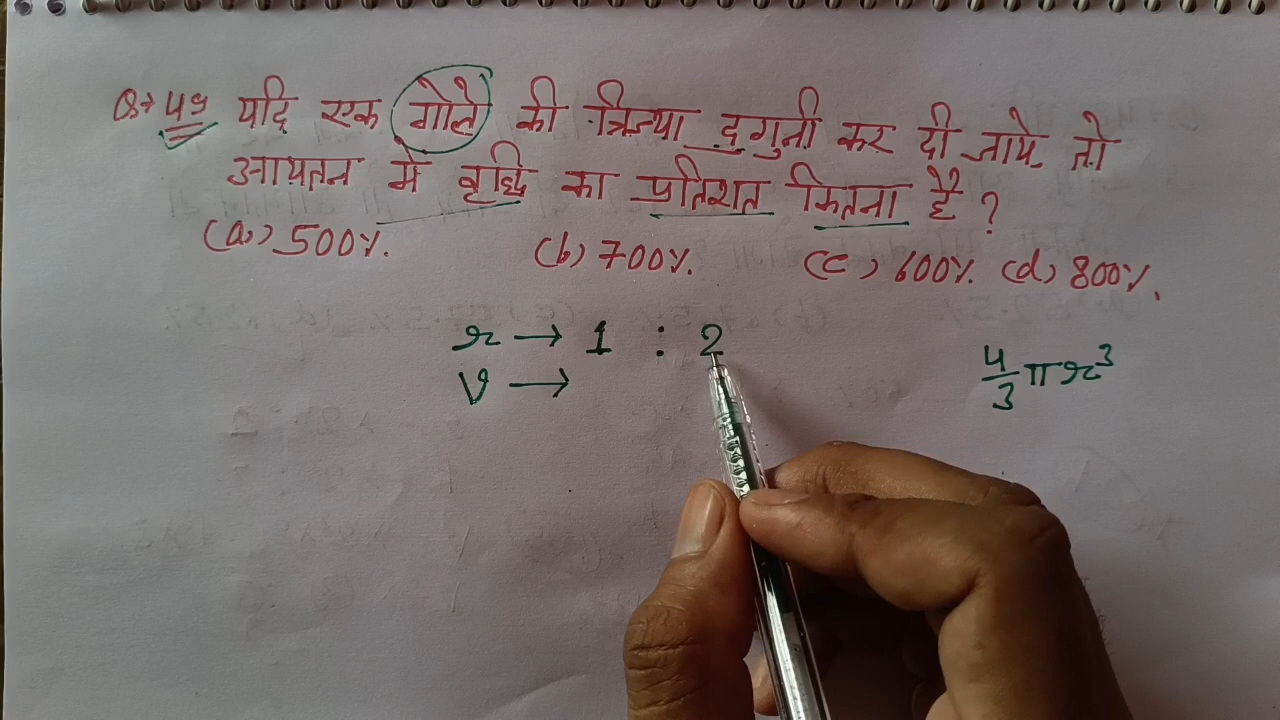 Q→ 49 यदि एक गोले की त्रिज्या दुगुनी कर दी जाये तो
आयतन में वृद्धि का प्रतिशत कितना है ?
(a) 500%. (b) 700%. (c) 600%. (d) 800%.
r → 1 : 2
V →
4/3 πr³